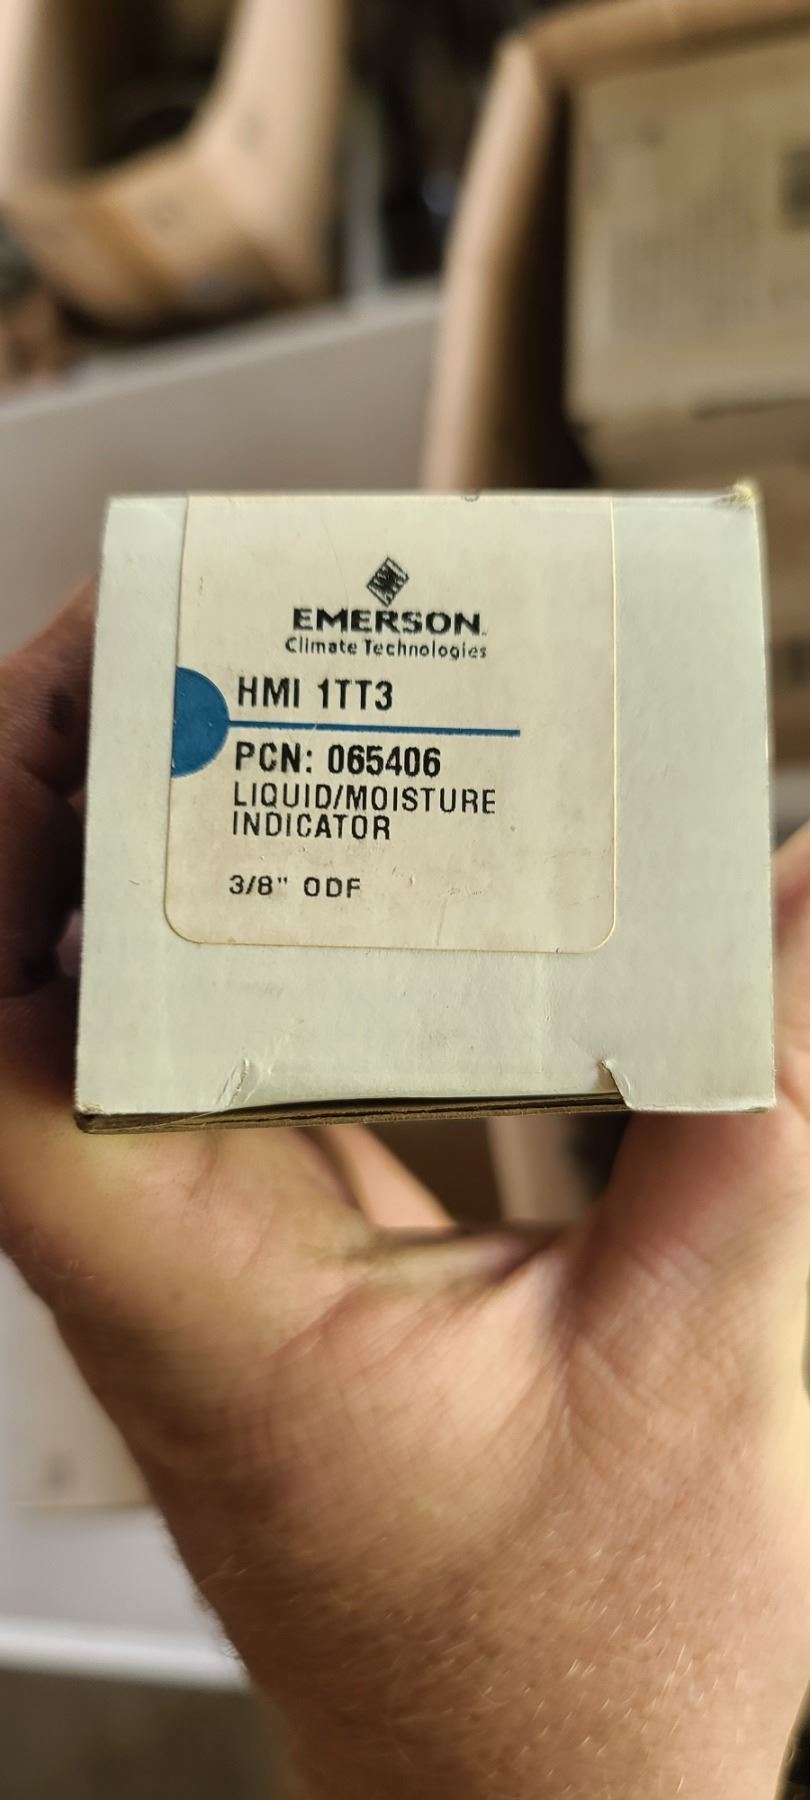 EMERSON
Climate Technologies
HMI 1TT3
PCN: 065406
LIQUID/MOISTURE
INDICATOR
3/8" ODF